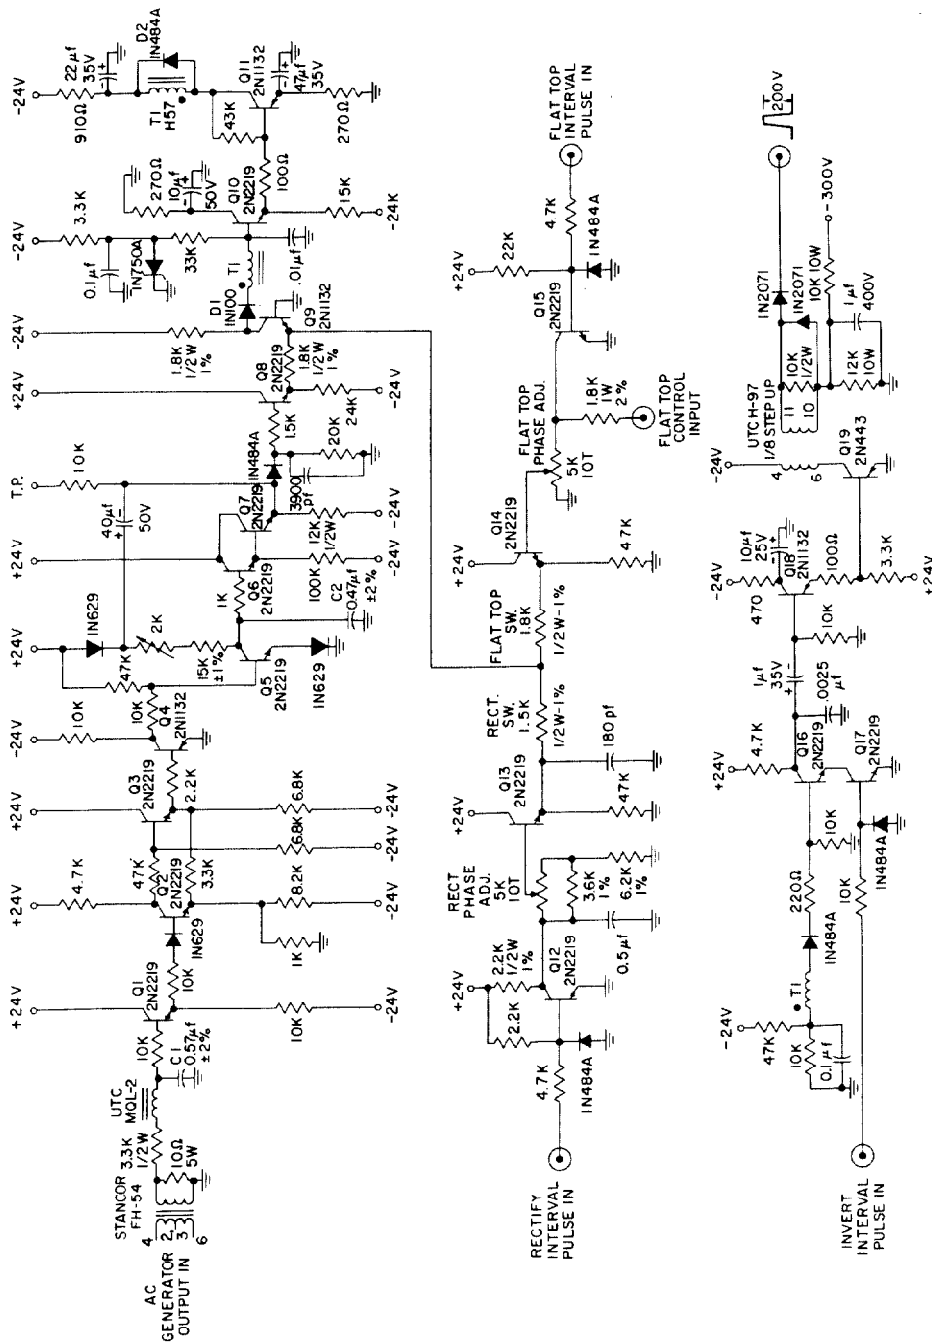 AC
GENERATOR
OUTPUT IN
4
2
3
6
STANCOR
FH-54
3.3K
1/2W
10Ω
5W
UTC
MQL-2
C1
0.57μf
±2%
10K
+24V
Q1
2N2219
10K
10K
-24V
1N629
+24V
4.7K
Q2
2N2219
47K
3.3K
1K
8.2K
-24V
6.8K
-24V
+24V
Q3
2N2219
2.2K
6.8K
-24V
-24V
10K
Q4
2N1132
10K
47K
+24V
1N629
2K
15K
±1%
Q5
2N2219
1N629
40μf
50V
+
-
T.P.
10K
C2
0.47μf
±2%
1K
+24V
Q6
2N2219
100K
-24V
Q7
2N2219
12K
1/2W
-24V
1N484A
3900
pf
20K
1.5K
+24V
Q8
2N2219
24K
-24V
1.8K
1/2W
1%
-24V
1.8K
1/2W
1%
D1
1N100
Q9
2N1132
T1
.01μf
-24V
3.3K
0.1μf
1N750A
33K
270Ω
10μf
50V
Q10
2N2219
15K
-24K
100Ω
43K
-24V
910Ω
22μf
35V
T1
H57
D2
1N484A
Q11
2N1132
47μf
35V
270Ω
RECTIFY
INTERVAL
PULSE IN
4.7K
1N484A
+24V
2.2K
2.2K
1/2W
1%
Q12
2N2219
0.5μf
RECT
PHASE
ADJ.
5K
10T
3.6K
1%
6.2K
1%
+24V
Q13
2N2219
47K
180pf
RECT.
SW.
1.5K
1/2W-1%
FLAT TOP
SW.
1.8K
1/2W-1%
+24V
Q14
2N2219
4.7K
FLAT TOP
PHASE ADJ.
5K
10T
1.8K
1W
2%
FLAT TOP
CONTROL
INPUT
Q15
2N2219
+24V
22K
1N484A
4.7K
FLAT TOP
INTERVAL
PULSE IN
INVERT
INTERVAL
PULSE IN
-24V
47K
10K
0.1μf
T1
1N484A
220Ω
10K
10K
1N484A
+24V
4.7K
Q16
2N2219
Q17
2N2219
1μf
35V
.0025
μf
10K
-24V
470
10μf
25V
Q18
2N1132
100Ω
3.3K
+24V
-24V
4
6
Q19
2N443
UTC H-97
1/8 STEP UP
11
10
10K
1/2W
12K
10W
1N2071
1N2071
10K 10W
1μf
400V
-300V
200V